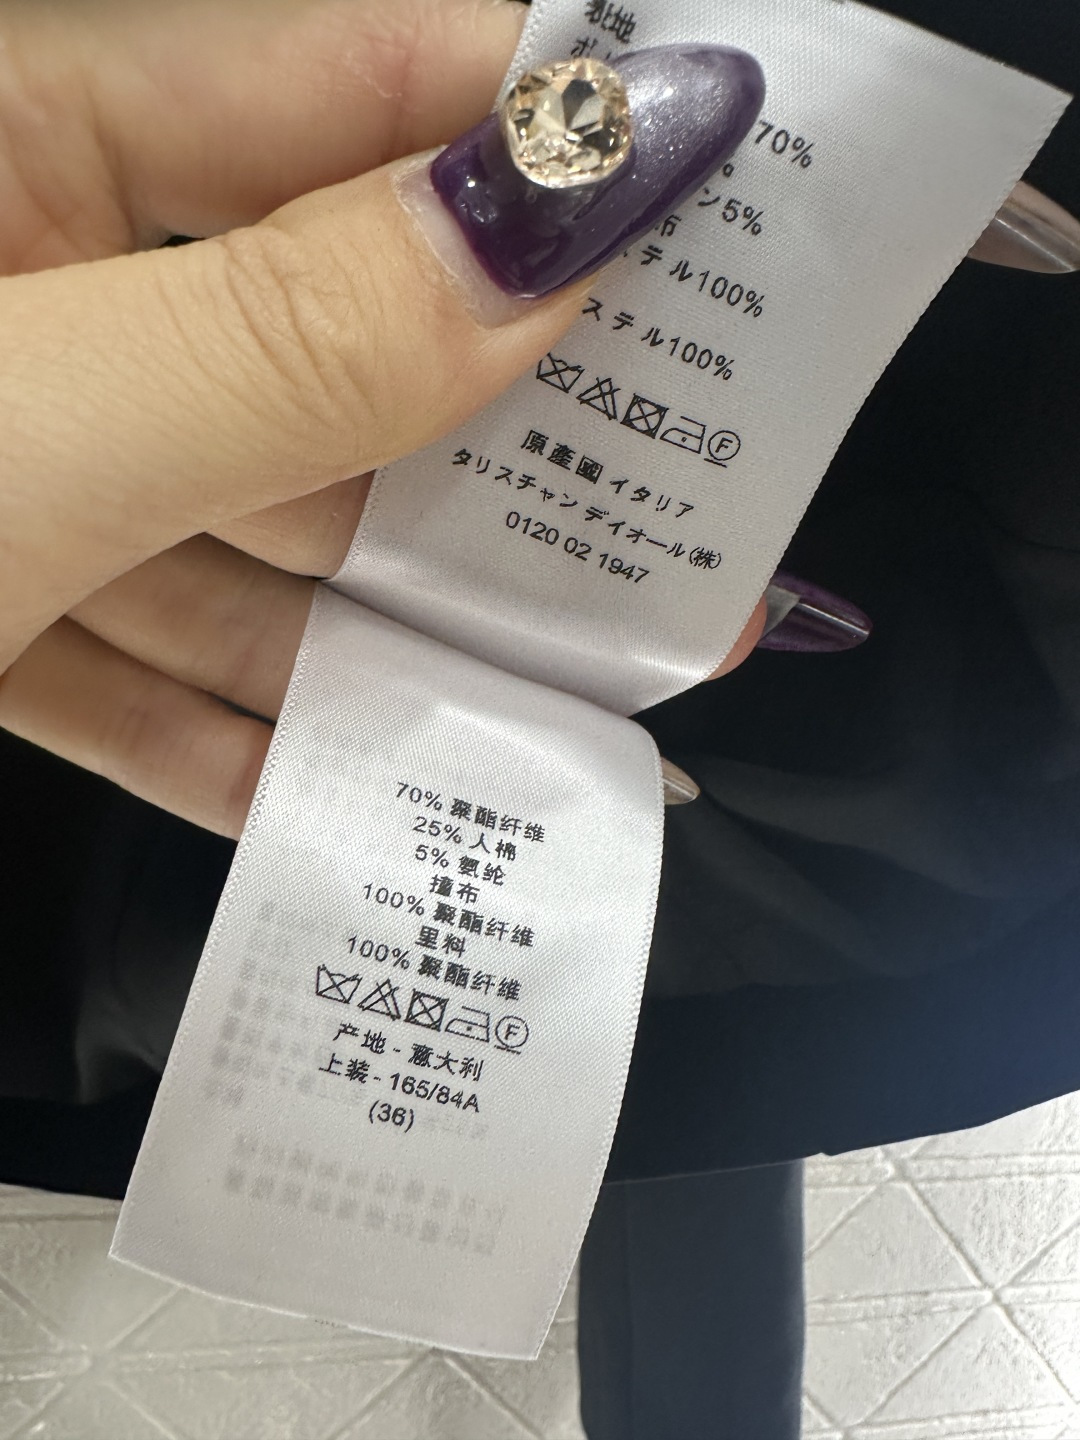 表地
70%
ン5%
布
ステル100%
ステル100%
F
原產國 イタリア
タリスチャン デイオール(株)
0120 02 1947
70% 聚酯纤维
25% 人棉
5% 氨纶
撞布
100% 聚酯纤维
里料
100% 聚酯纤维
F
产地 - 意大利
上装 - 165/84A
(36)